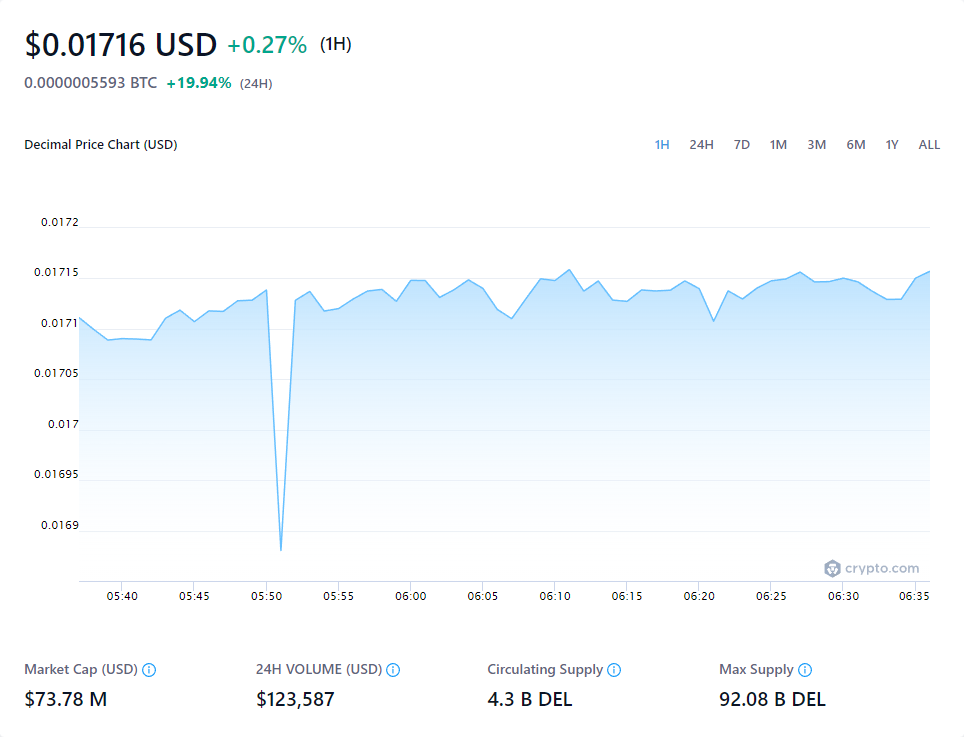 $0.01716 USD +0.27% (1H)
0.0000005593 BTC +19.94% (24H)
Decimal Price Chart (USD) 1H 24H 7D 1M 3M 6M 1Y ALL
0.0172
0.01715
0.0171
0.01705
0.017
0.01695
0.0169
crypto.com
05:40 05:45 05:50 05:55 06:00 06:05 06:10 06:15 06:20 06:25 06:30 06:35
Market Cap (USD) 24H VOLUME (USD) Circulating Supply Max Supply
$73.78 M $123,587 4.3 B DEL 92.08 B DEL